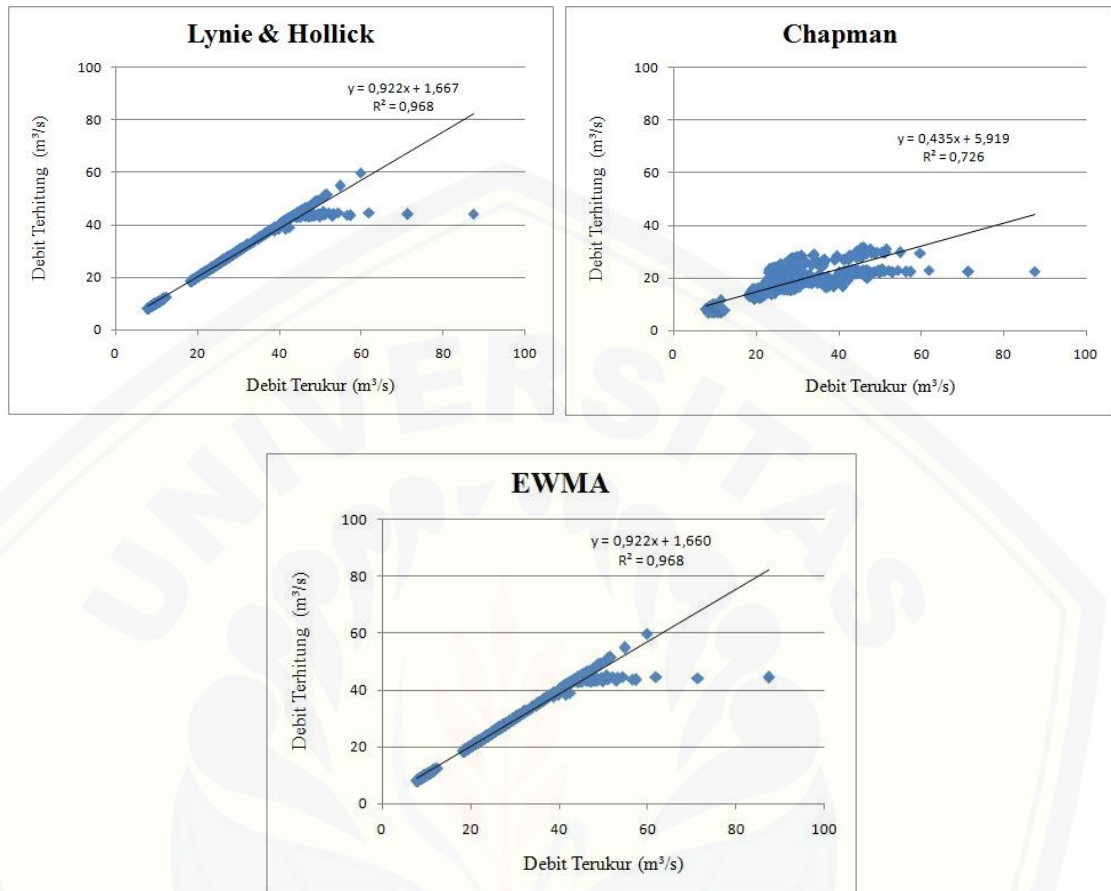 Lynie & Hollick
y = 0,922x + 1,667
R² = 0,968
Debit Terhitung (m³/s)
100
80
60
40
20
0
0 20 40 60 80 100
Debit Terukur (m³/s)
Chapman
y = 0,435x + 5,919
R² = 0,726
Debit Terhitung (m³/s)
100
80
60
40
20
0
0 20 40 60 80 100
Debit Terukur (m³/s)
EWMA
y = 0,922x + 1,660
R² = 0,968
Debit Terhitung (m³/s)
100
80
60
40
20
0
0 20 40 60 80 100
Debit Terukur (m³/s)
UNIVERSITAS